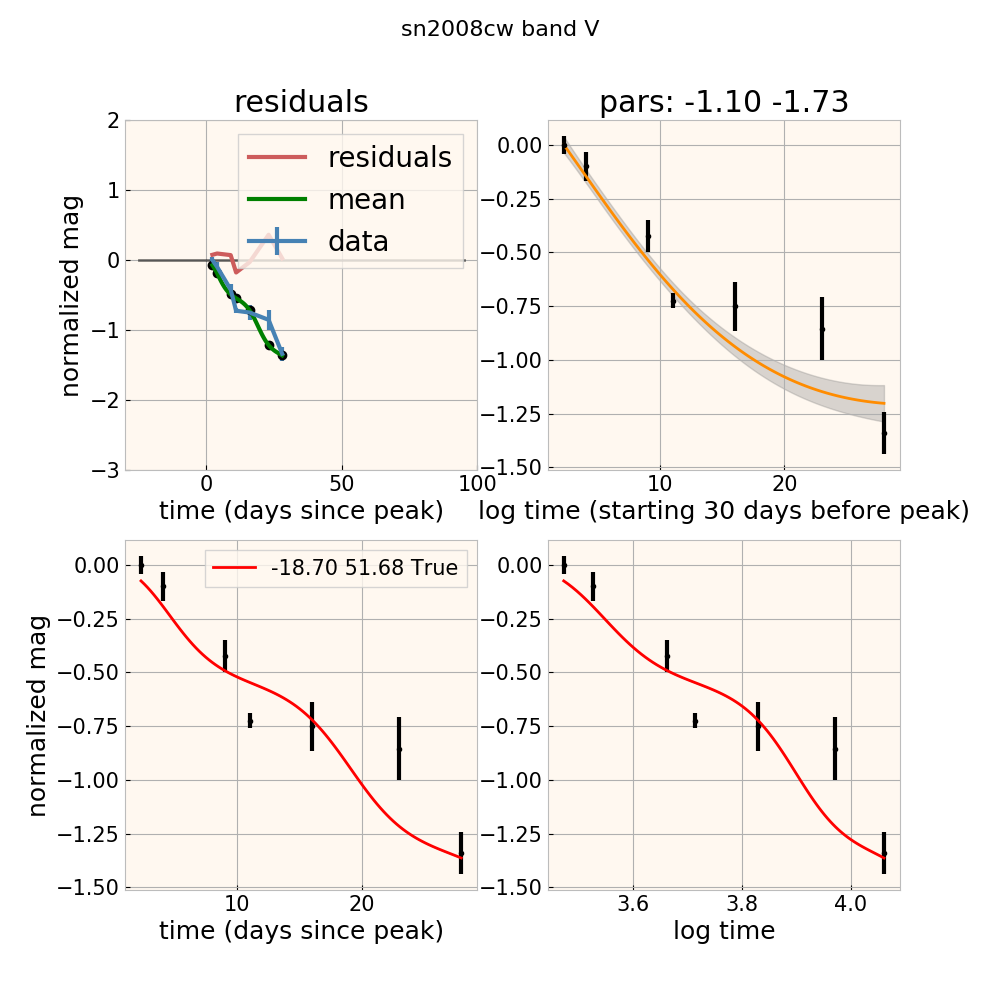 sn2008cw band V
residuals
pars: -1.10 -1.73
normalized mag
2
1
0
−1
−2
−3
residuals
mean
data
0
50
100
time (days since peak)
0.00
−0.25
−0.50
−0.75
−1.00
−1.25
−1.50
10
20
log time (starting 30 days before peak)
normalized mag
0.00
−0.25
−0.50
−0.75
−1.00
−1.25
−1.50
-18.70 51.68 True
10
20
time (days since peak)
0.00
−0.25
−0.50
−0.75
−1.00
−1.25
−1.50
3.6
3.8
4.0
log time